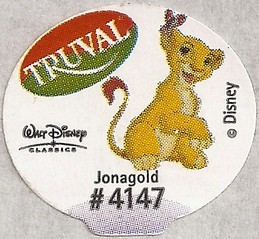 TRUVAL
WALT DISNEY
CLASSICS
© Disney
Jonagold
# 4147